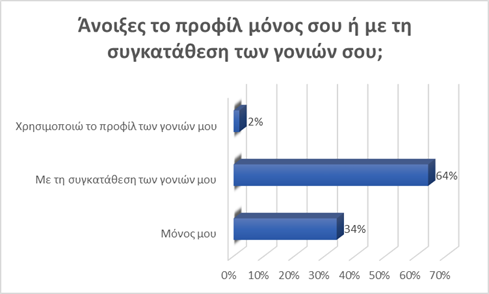 Άνοιξες το προφίλ μόνος σου ή με τη
συγκατάθεση των γονιών σου;
Χρησιμοποιώ το προφίλ των γονιών μου
2%
Με τη συγκατάθεση των γονιών μου
64%
Μόνος μου
34%
0% 10% 20% 30% 40% 50% 60% 70%